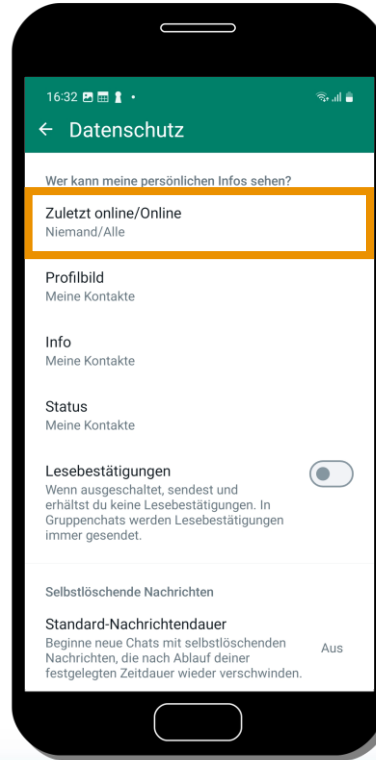 16:32
Datenschutz
Wer kann meine persönlichen Infos sehen?
Zuletzt online/Online
Niemand/Alle
Profilbild
Meine Kontakte
Info
Meine Kontakte
Status
Meine Kontakte
Lesebestätigungen
Wenn ausgeschaltet, sendest und
erhältst du keine Lesebestätigungen. In
Gruppenchats werden Lesebestätigungen
immer gesendet.
Selbstlöschende Nachrichten
Standard-Nachrichtendauer
Beginne neue Chats mit selbstlöschenden
Nachrichten, die nach Ablauf deiner
festgelegten Zeitdauer wieder verschwinden.
Aus